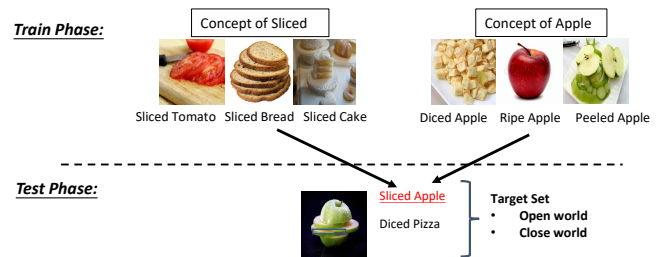 Train Phase:
Concept of Sliced
Concept of Apple
Sliced Tomato
Sliced Bread
Sliced Cake
Diced Apple
Ripe Apple
Peeled Apple
Test Phase:
Sliced Apple
Diced Pizza
Target Set
• Open world
• Close world